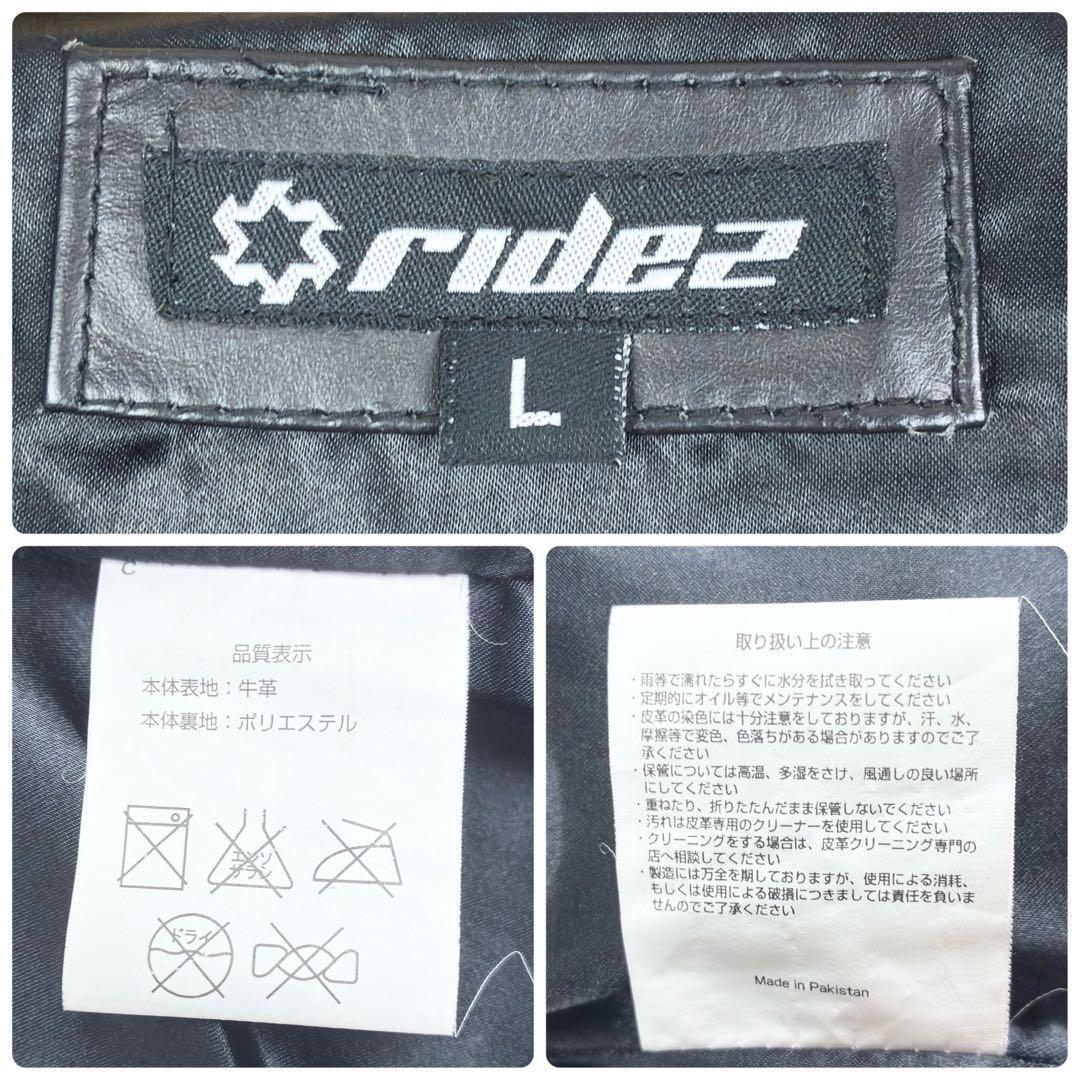 ridez
L
C
品質表示
本体表地：牛革
本体裏地：ポリエステル
エンソ
サラシ
ドライ
取り扱い上の注意
・雨等で濡れたらすぐに水分を拭き取ってください
・定期的にオイル等でメンテナンスをしてください
・皮革の染色には十分注意をしておりますが、汗、水、
摩擦等で変色、色落ちがある場合がありますのでご了
承ください
・保管については高温、多湿をさけ、風通しの良い場所
にしてください
・重ねたり、折りたたんだまま保管しないでください
・汚れは皮革専用のクリーナーを使用してください
・クリーニングをする場合は、皮革クリーニング専門の
店へ相談してください
・製造には万全を期しておりますが、使用による消耗、
もしくは使用による破損につきましては責任を負いま
せんのでご了承ください
Made in Pakistan